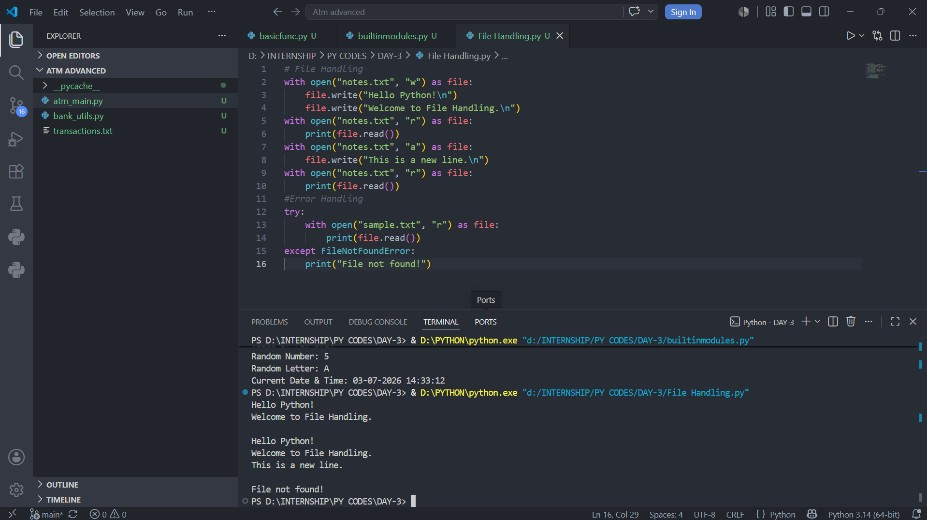 File Edit Selection View Go Run ···
Atm advanced
Sign In
EXPLORER
OPEN EDITORS
ATM ADVANCED
__pycache__
atm_main.py U
bank_utils.py U
transactions.txt U
OUTLINE
TIMELINE
16
basicfunc.py U
builtinmodules.py U
File Handling.py U
D: > INTERNSHIP > PY CODES > DAY-3 > File Handling.py > ...
1 # File Handling
2 with open("notes.txt", "w") as file:
3 file.write("Hello Python!\n")
4 file.write("Welcome to File Handling.\n")
5 with open("notes.txt", "r") as file:
6 print(file.read())
7 with open("notes.txt", "a") as file:
8 file.write("This is a new line.\n")
9 with open("notes.txt", "r") as file:
10 print(file.read())
11 #Error Handling
12 try:
13 with open("sample.txt", "r") as file:
14 print(file.read())
15 except FileNotFoundError:
16 print("File not found!")
Ports
PROBLEMS OUTPUT DEBUG CONSOLE TERMINAL PORTS
Python - DAY-3
PS D:\INTERNSHIP\PY CODES\DAY-3> & D:\PYTHON\python.exe "d:/INTERNSHIP/PY CODES/DAY-3/builtinmodules.py"
Random Number: 5
Random Letter: A
Current Date & Time: 03-07-2026 14:33:12
PS D:\INTERNSHIP\PY CODES\DAY-3> & D:\PYTHON\python.exe "d:/INTERNSHIP/PY CODES/DAY-3/File Handling.py"
Hello Python!
Welcome to File Handling.
Hello Python!
Welcome to File Handling.
This is a new line.
File not found!
PS D:\INTERNSHIP\PY CODES\DAY-3>
main* 0 0
Ln 16, Col 29 Spaces: 4 UTF-8 CRLF { } Python Python 3.14 (64-bit)